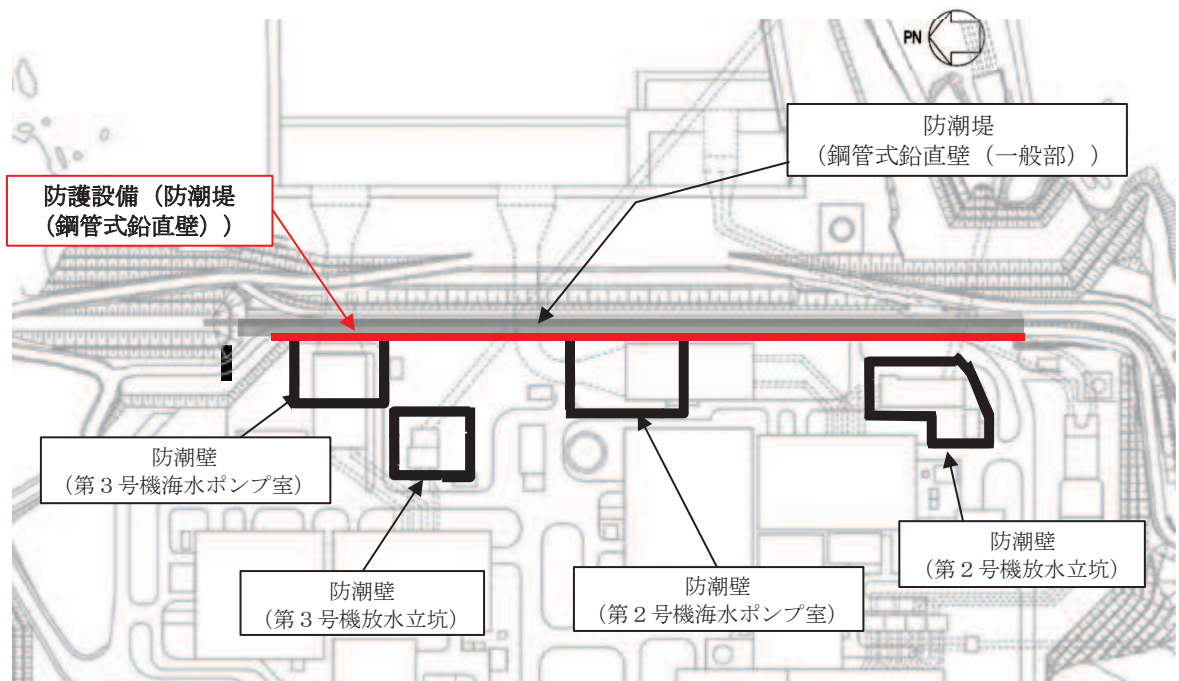 PN
防潮堤
（鋼管式鉛直壁（一般部））
防護設備（防潮堤
（鋼管式鉛直壁））
防潮壁
（第３号機海水ポンプ室）
防潮壁
（第３号機放水立坑）
防潮壁
（第２号機海水ポンプ室）
防潮壁
（第２号機放水立坑）